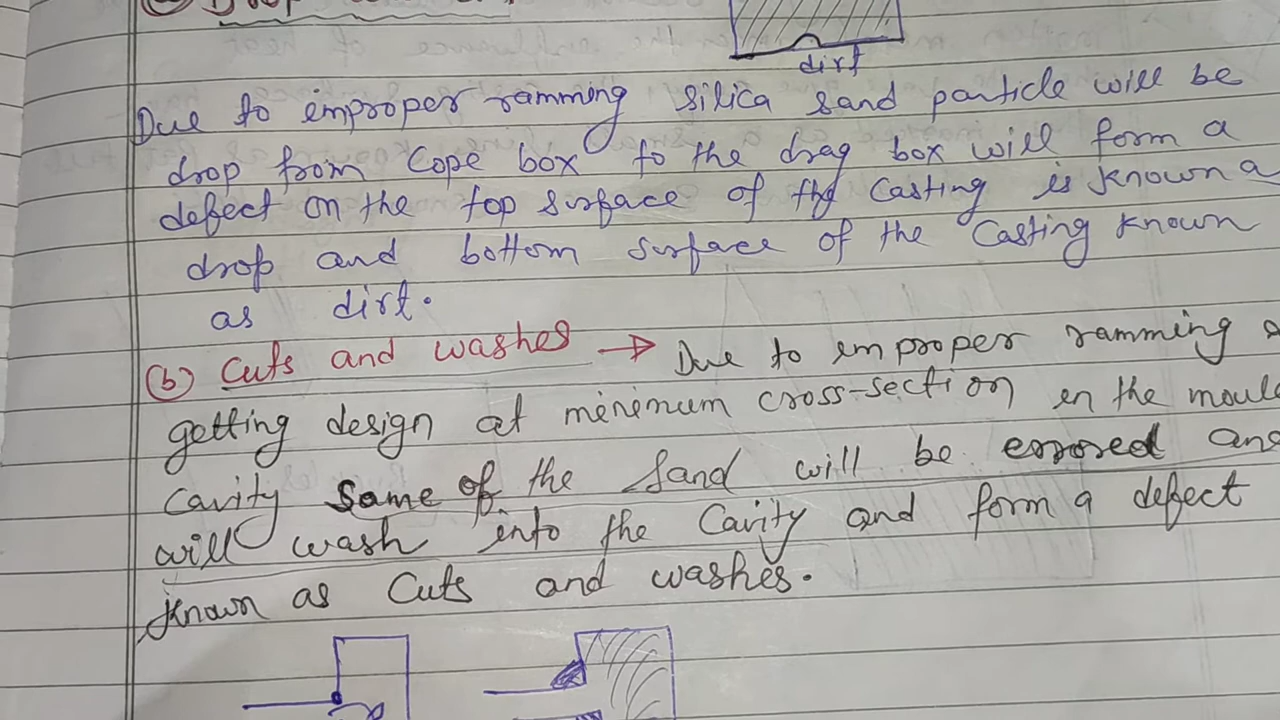 Drop
dirt
Due to improper ramming silica sand particle will be
drop from Cope box to the drag box will form a
defect on the top surface of the Casting is known a
drop and bottom surface of the Casting known
as dirt.
(b) Cuts and washes → Due to improper ramming
getting design at minimum cross-section in the mould
Cavity Same of the Sand will be errored and
will wash into the Cavity and form a defect
known as Cuts and washes.